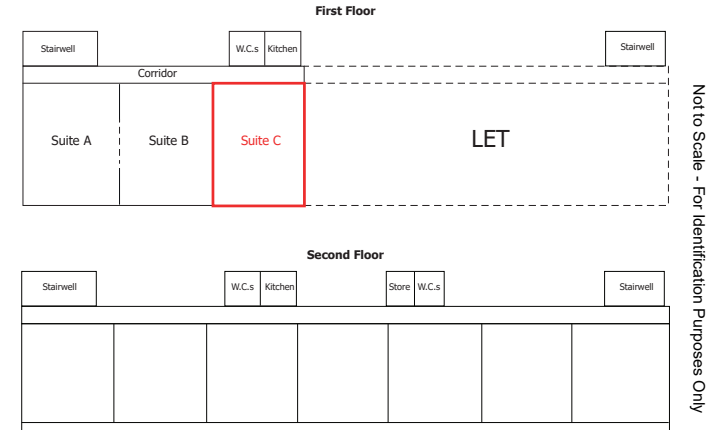 First Floor
Stairwell
W.C.s
Kitchen
Stairwell
Corridor
Suite A
Suite B
Suite C
LET
Second Floor
Stairwell
W.C.s
Kitchen
Store
W.C.s
Stairwell
Not to Scale - For Identification Purposes Only